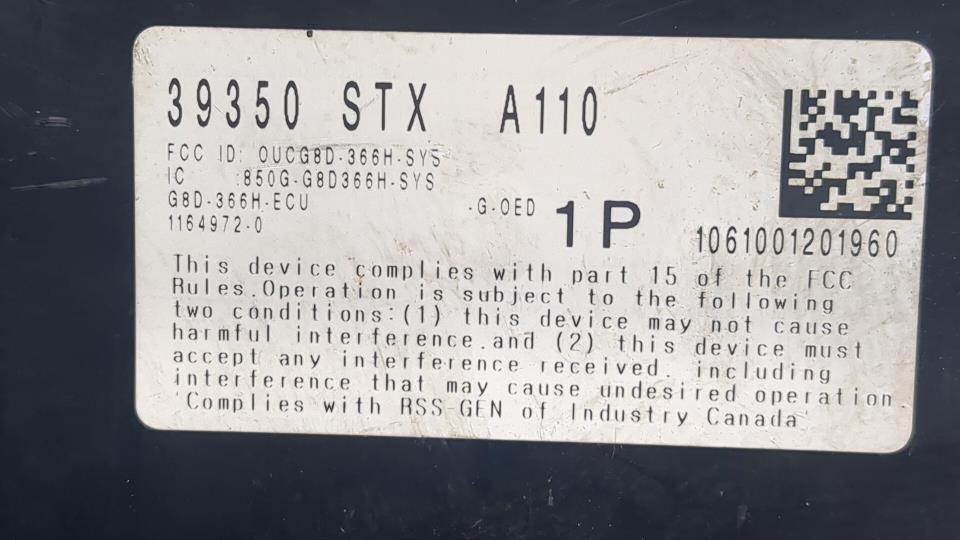 39350 STX A110
FCC ID: OUCG8D-366H-SYS
IC :850G-G8D366H-SYS
G8D-366H-ECU
1164972-0
-G-OED
1P
1061001201960
This device complies with part 15 of the FCC
Rules.Operation is subject to the following
two conditions:(1) this device may not cause
harmful interference.and (2) this device must
accept any interference received. including
interference that may cause undesired operation.
'Complies with RSS-GEN of Industry Canada'